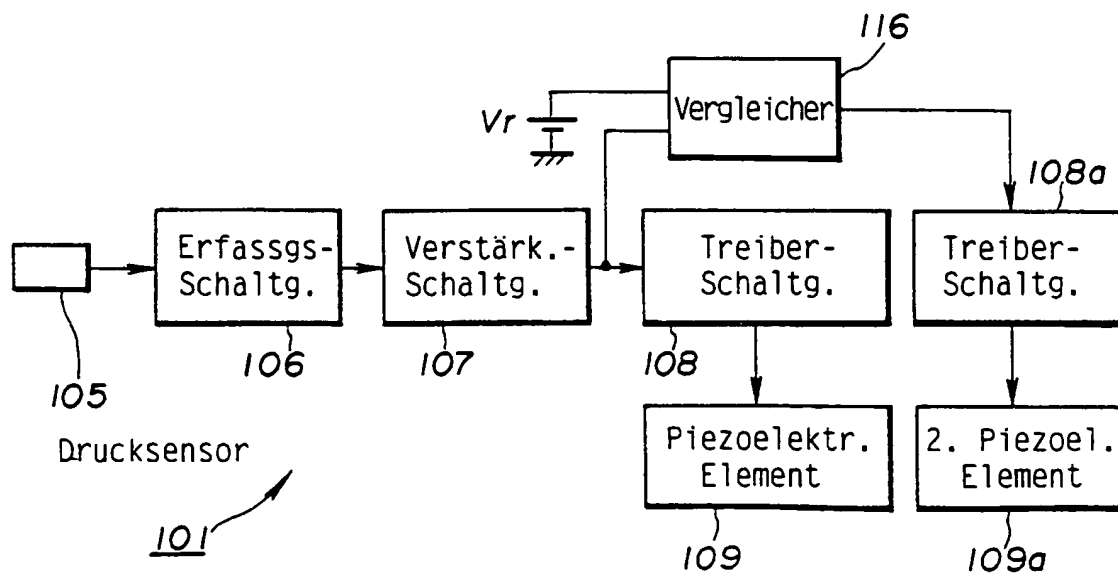 116
Vergleicher
Vr
108a
Erfassgs-
Schaltg.
Verstärk.-
Schaltg.
Treiber-
Schaltg.
Treiber-
Schaltg.
105
106
107
108
Drucksensor
Piezoelektr.
Element
2. Piezoel.
Element
101
109
109a